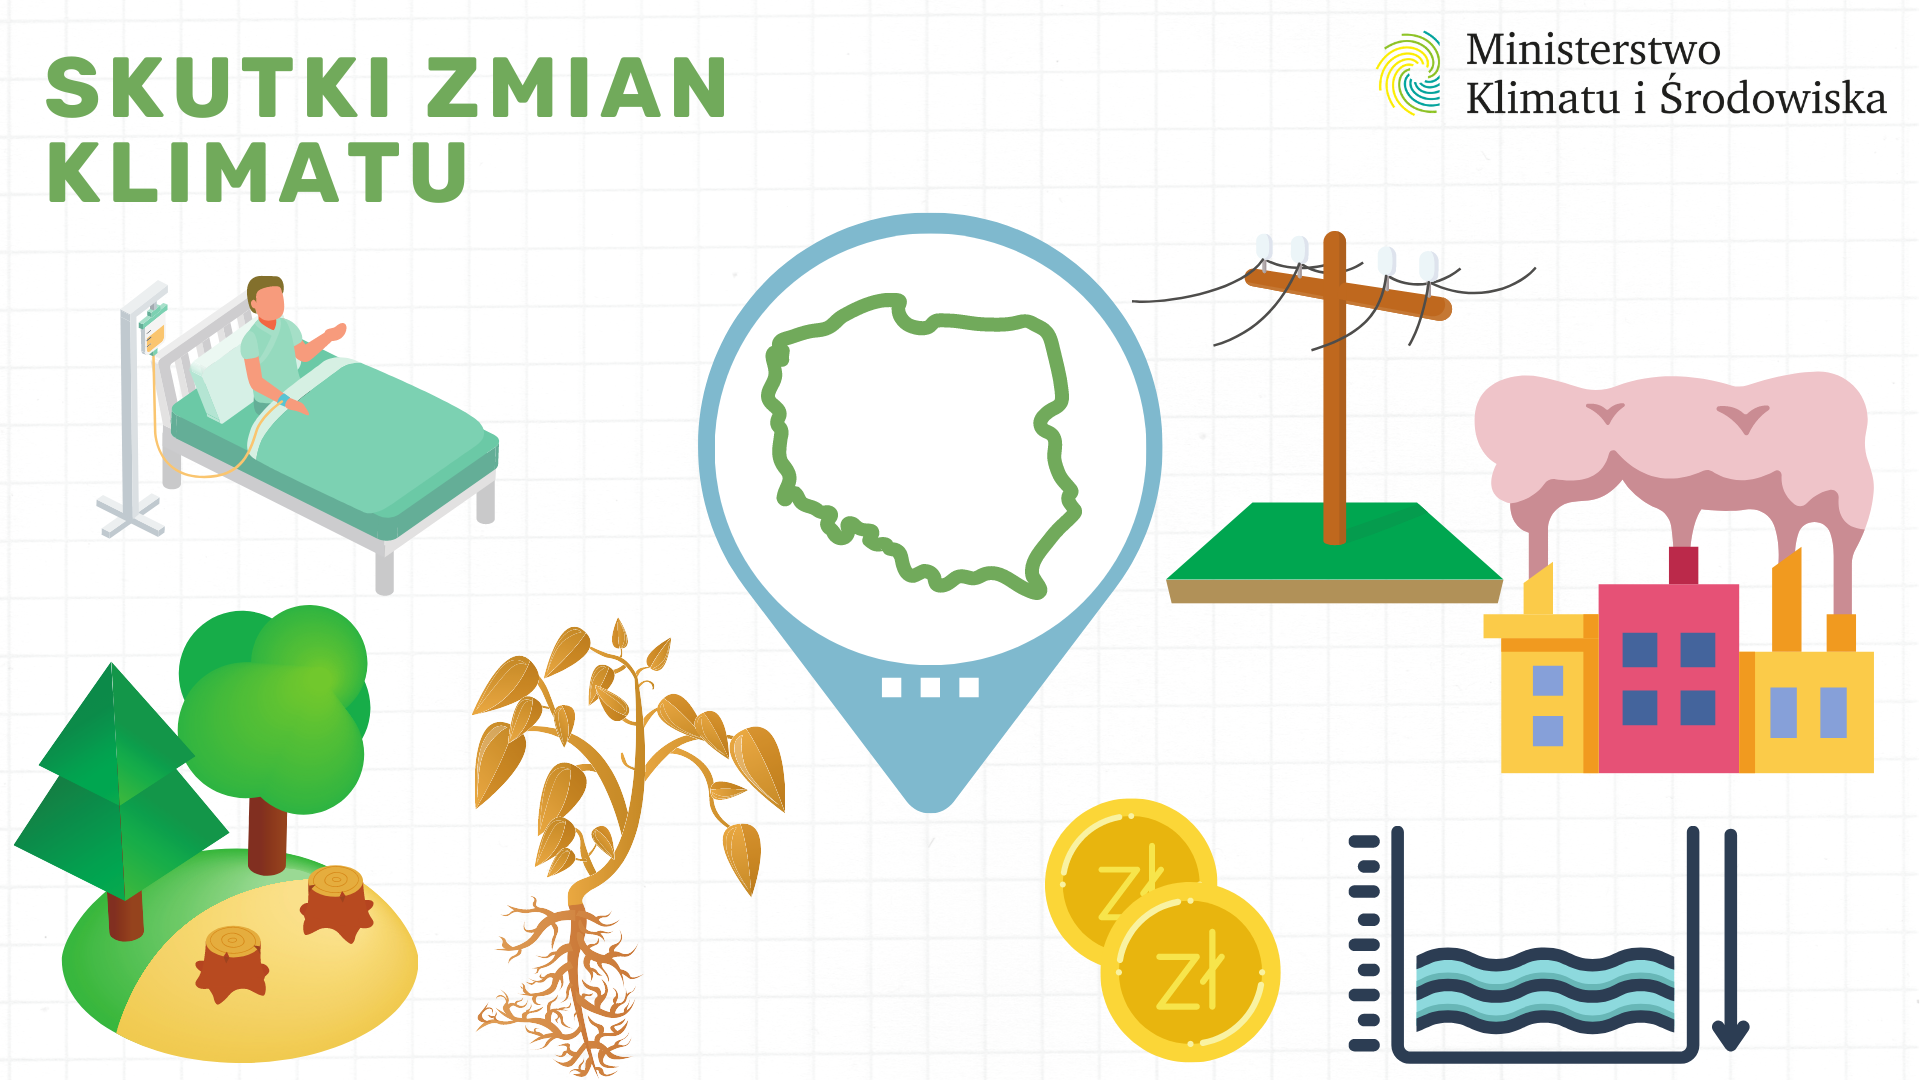 SKUTKI ZMIAN
KLIMATU
Ministerstwo
Klimatu i Środowiska
zł
zł